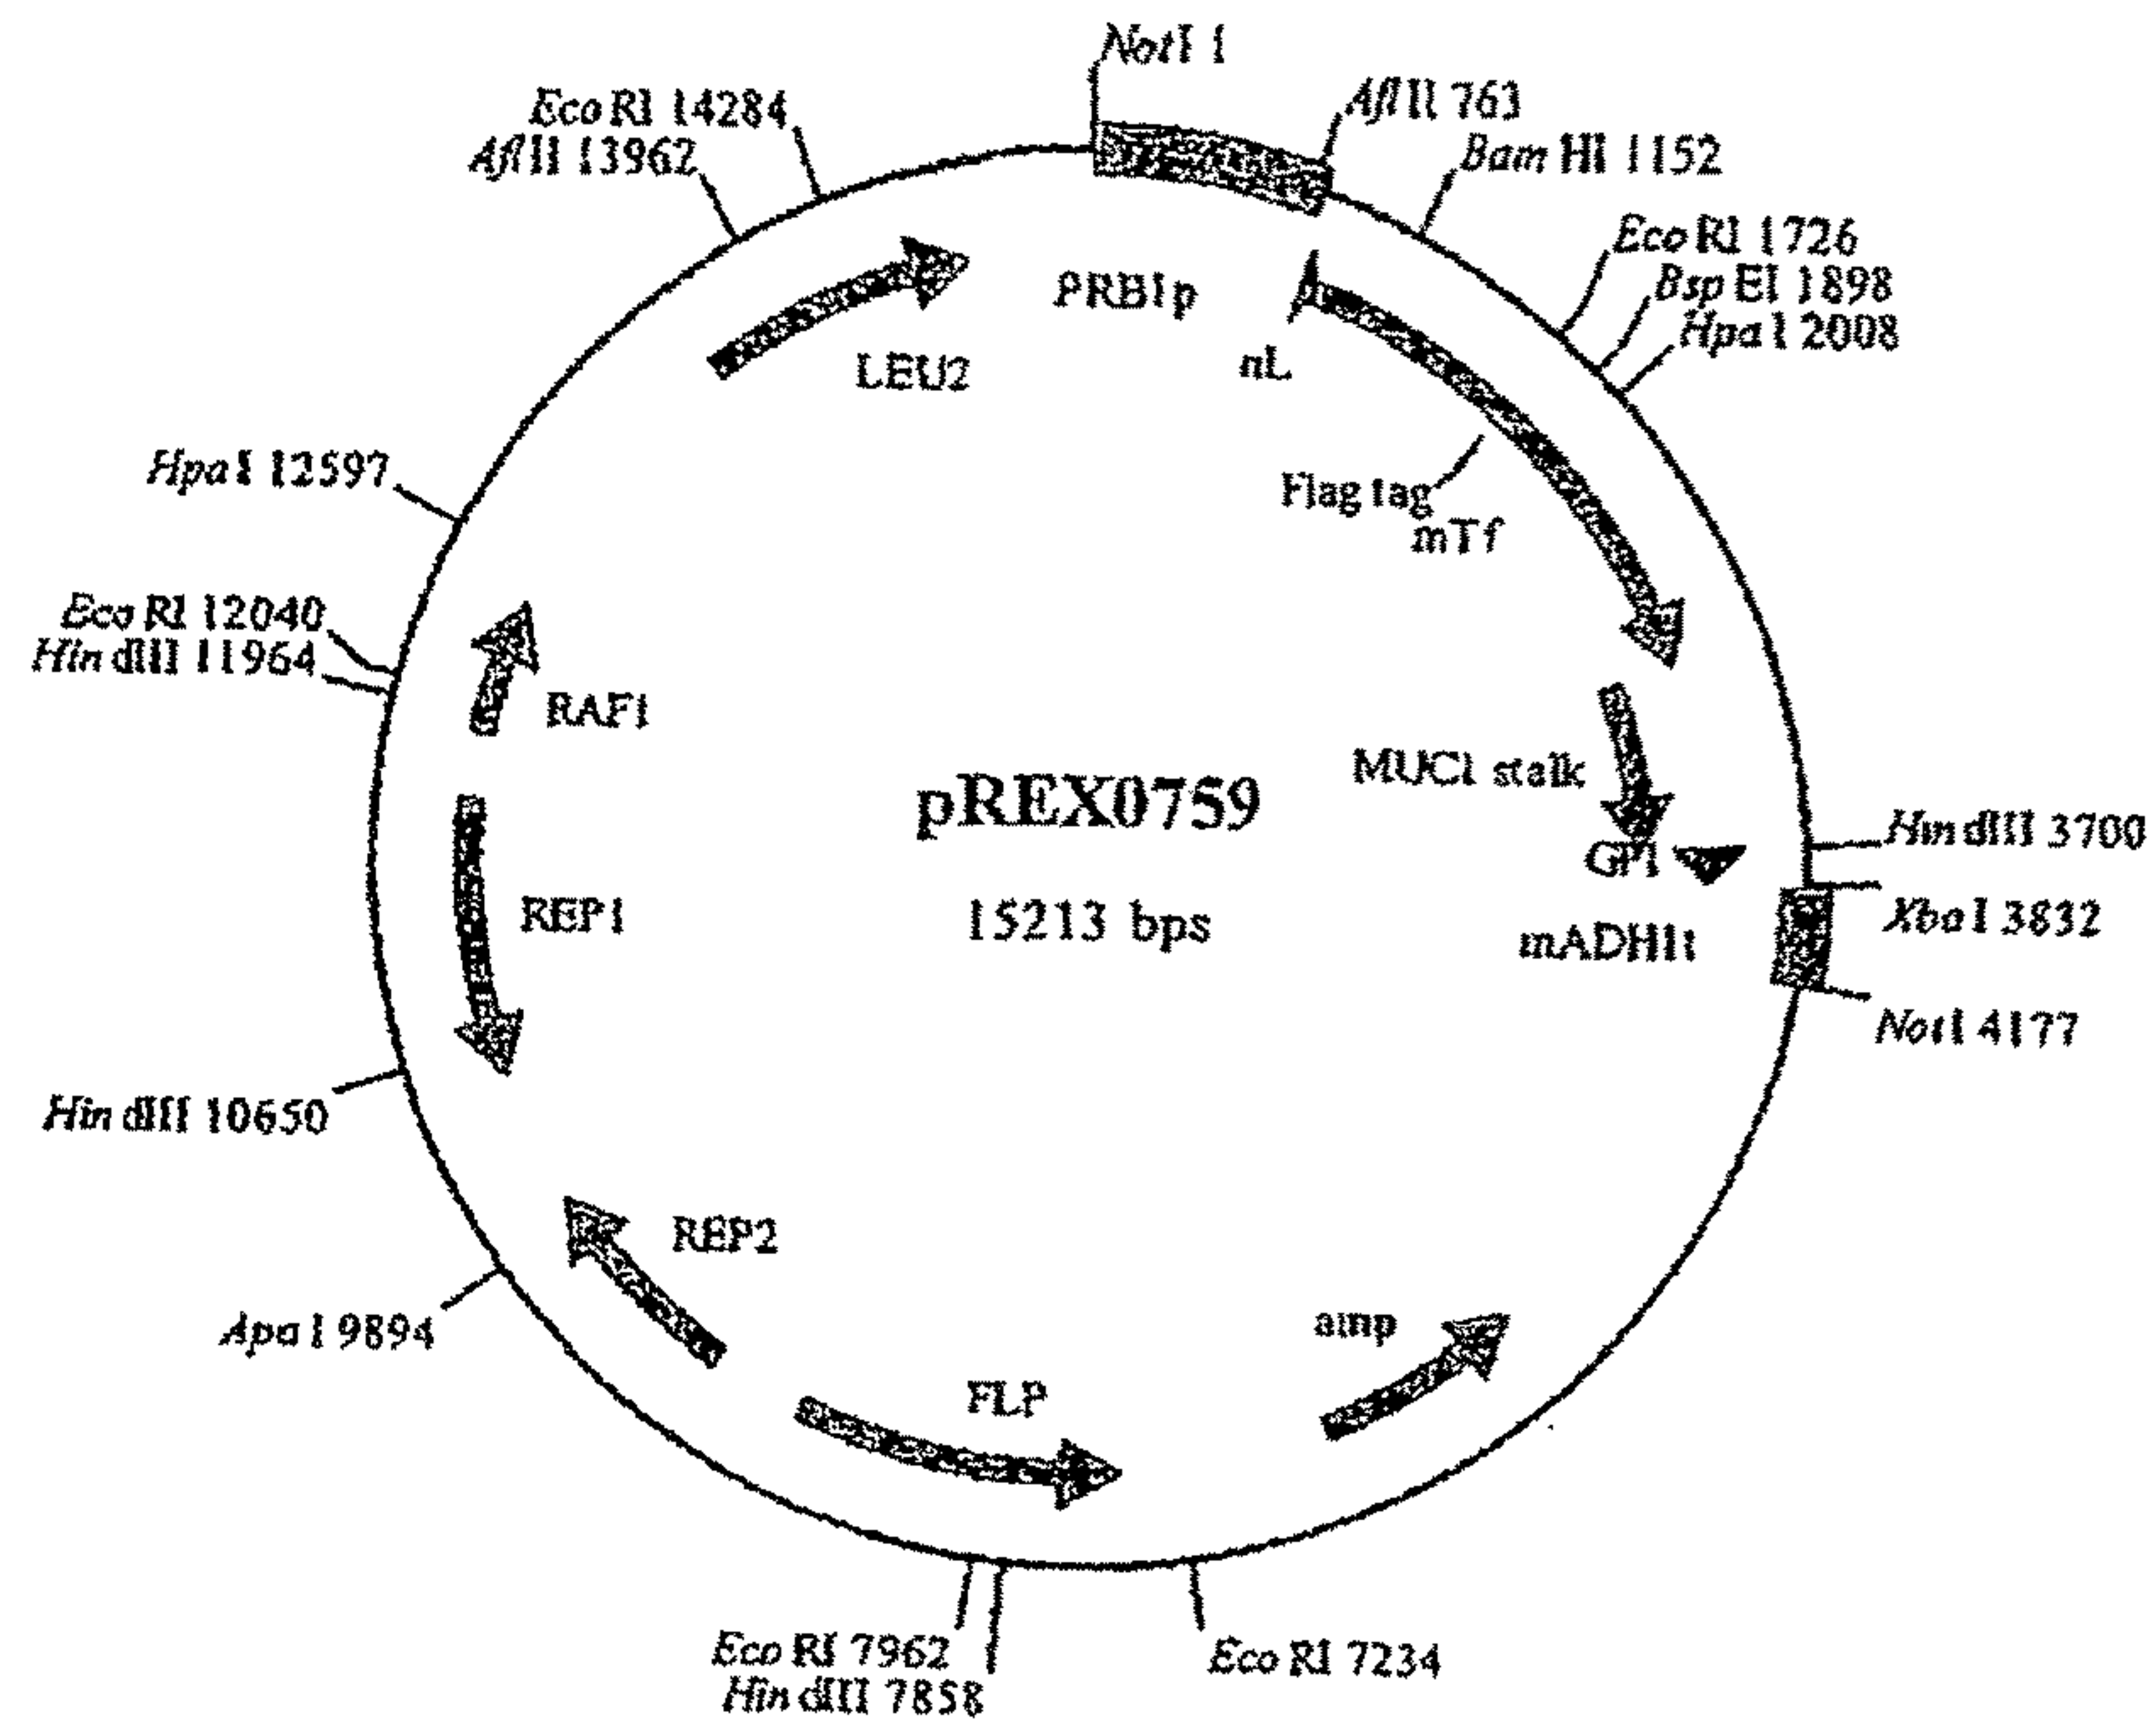 NotI 1
EcoRI 14284
AflII 763
AflII 13962
BamHI 1152
EcoRI 1726
BspEI 1898
HpaI 2008
PRB1p
LEU2
nL
HpaI 12597
Flag tag
mTf
EcoRI 12040
HindIII 11964
RAF1
MUC1 stalk
pREX0759
HindIII 3700
GPI
REP1
15213 bps
XbaI 3832
mADH1t
NotI 4177
HindIII 10650
REP2
ApaI 9894
amp
FLP
EcoRI 7962
EcoRI 7234
HindIII 7858